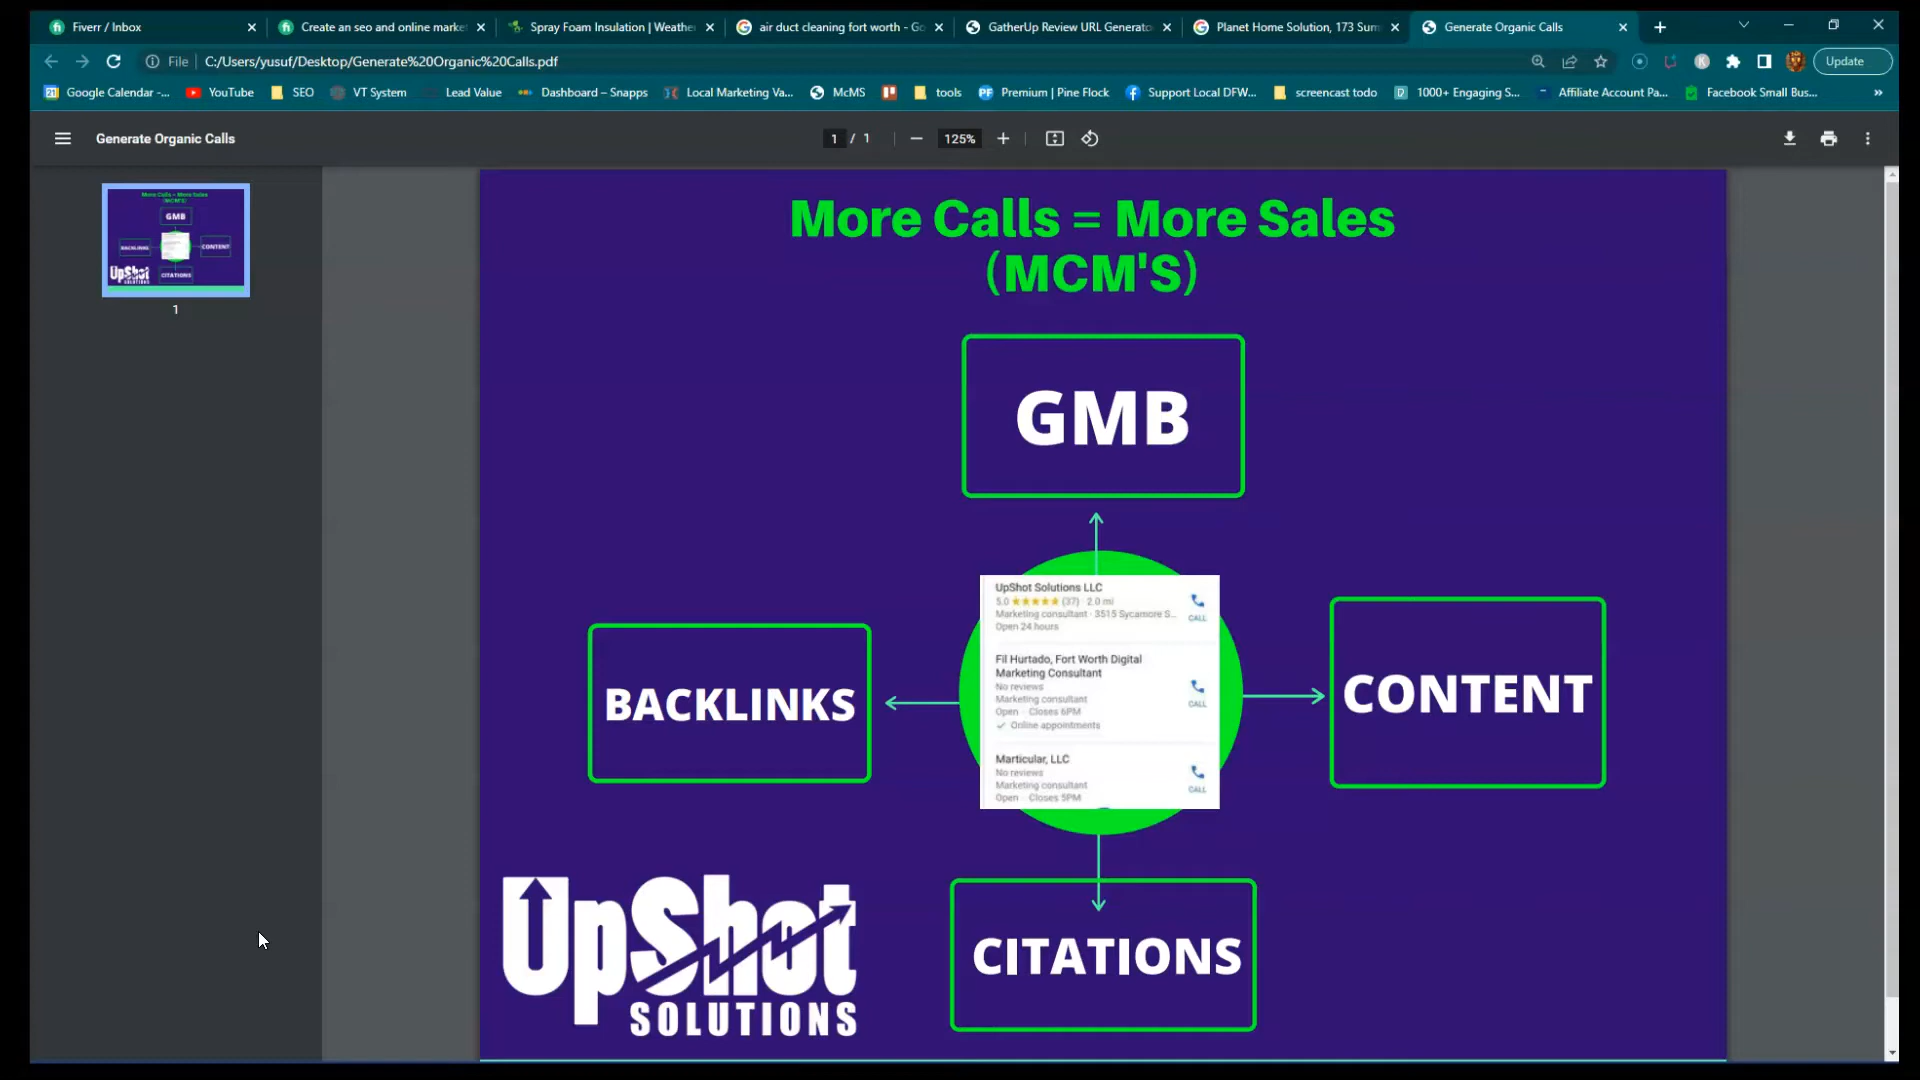 Fiverr / Inbox
Create an seo and online marke
Spray Foam Insulation | Weathe
air duct cleaning fort worth - Go
GatherUp Review URL Generato
Planet Home Solution, 173 Sum
Generate Organic Calls
File
C:/Users/yusuf/Desktop/Generate%20Organic%20Calls.pdf
Update
Google Calendar -...
YouTube
SEO
VT System
Lead Value
Dashboard – Snapps
Local Marketing Va...
McMS
tools
Premium | Pine Flock
Support Local DFW...
screencast todo
1000+ Engaging S...
Affiliate Account Pa...
Facebook Small Bus...
Generate Organic Calls
1 / 1
125%
1
More Calls = More Sales
(MCM'S)
GMB
BACKLINKS
UpShot Solutions LLC
5.0 (37) · 2.0 mi
Marketing consultant · 3515 Sycamore S...
Open 24 hours
CALL
Fil Hurtado, Fort Worth Digital
Marketing Consultant
No reviews
Marketing consultant
Open · Closes 6PM
Online appointments
CALL
Marticular, LLC
No reviews
Marketing consultant
Open · Closes 5PM
CALL
CONTENT
CITATIONS
UpShot
SOLUTIONS